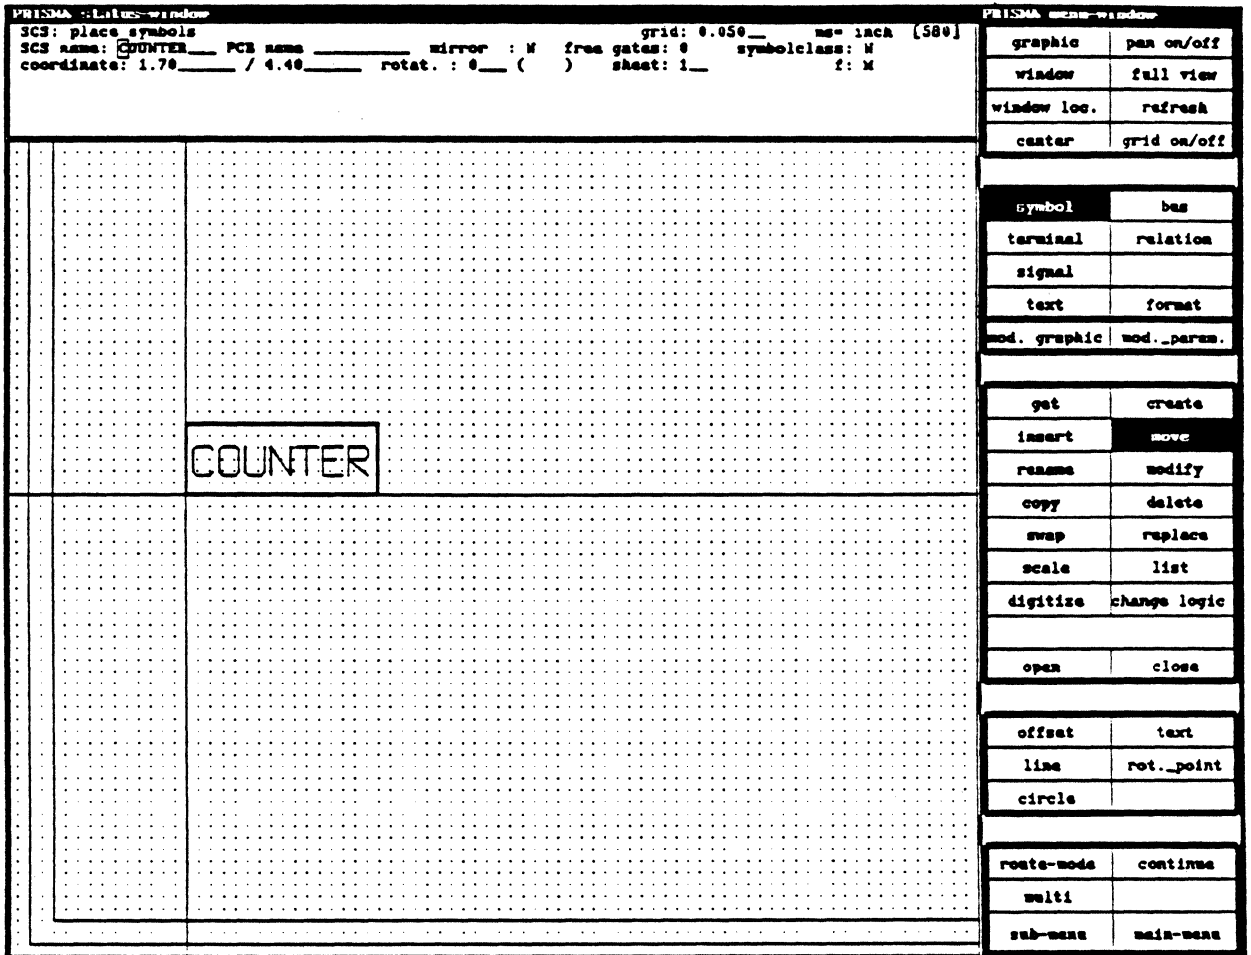 PRISMA status-window
SCS: place symbols grid: 0.050__ ms= inch [580]
SCS name: COUNTER___ PCB name __________ mirror : N free gates: 0 symbolclass: N
coordinate: 1.70______ / 4.40______ rotat. : 0___ ( ) sheet: 1__ f: N
COUNTER
PRISMA menu-window
graphic pan on/off
window full view
window loc. refresh
center grid on/off
symbol bus
terminal relation
signal
text format
mod. graphic mod._param.
get create
insert move
rename modify
copy delete
swap replace
scale list
digitize change logic
open close
offset text
line rot._point
circle
route-mode continue
multi
sub-menu main-menu